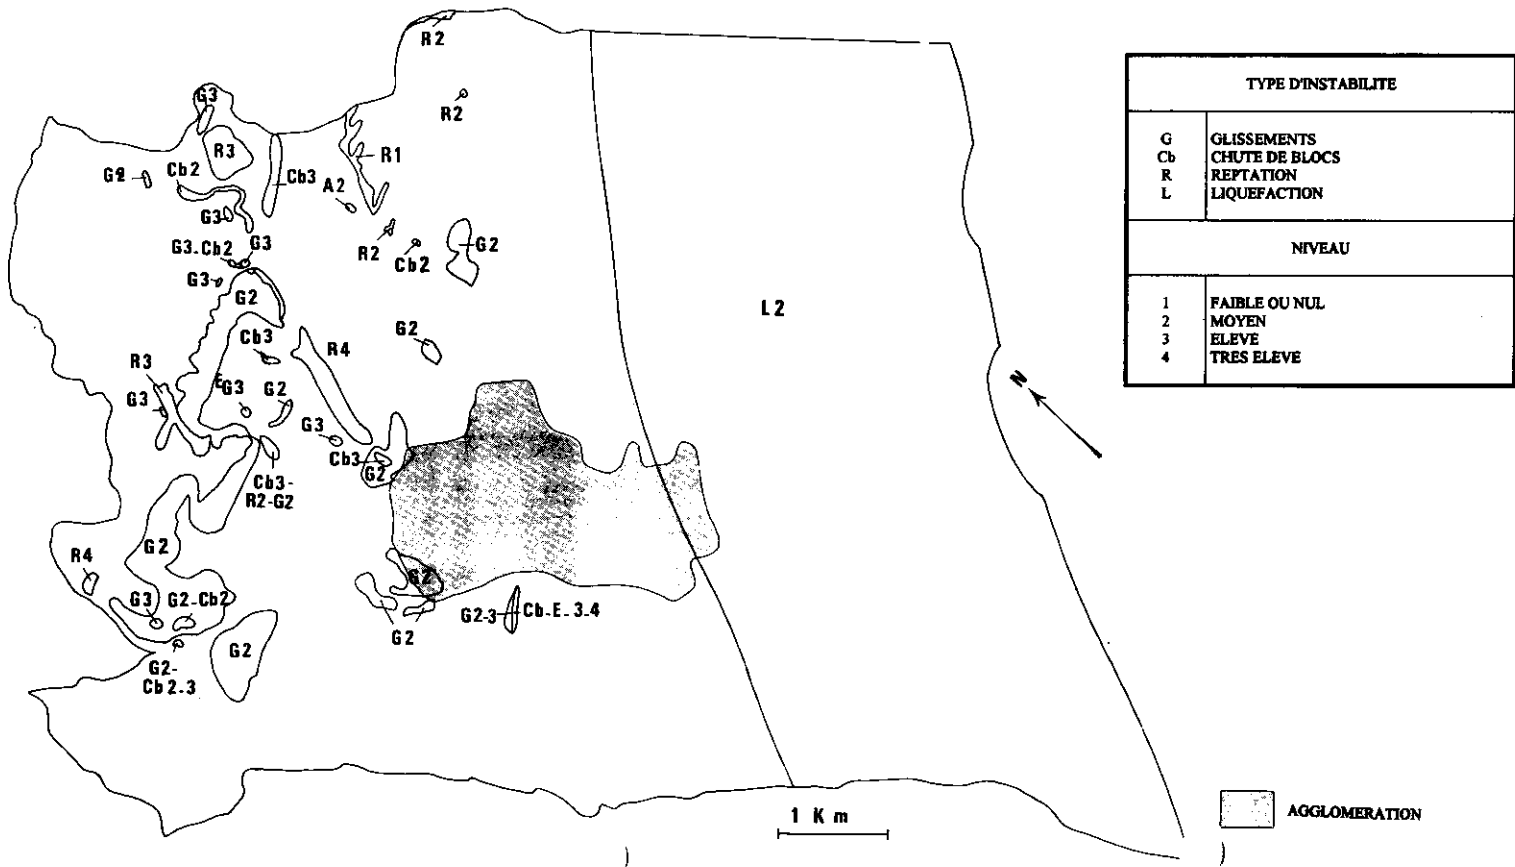 R2
G3
R2
R3
Cb2
R1
Cb3
G2
A2
G3
G3-Cb2
G3
R2
Cb2
G2
G3
G2
L2
G2
Cb3
R4
R3
G3
G2
G3
G3
Cb3
G2
Cb3-
R2-G2
G2
R4
G2
G3
G2-Cb2
G2-3
Cb-E-3-4
G2
G2
G2-
Cb2-3
N
1 Km
TYPE D'INSTABILITE
G GLISSEMENTS
Cb CHUTE DE BLOCS
R REPTATION
L LIQUEFACTION
NIVEAU
1 FAIBLE OU NUL
2 MOYEN
3 ELEVE
4 TRES ELEVE
AGGLOMERATION